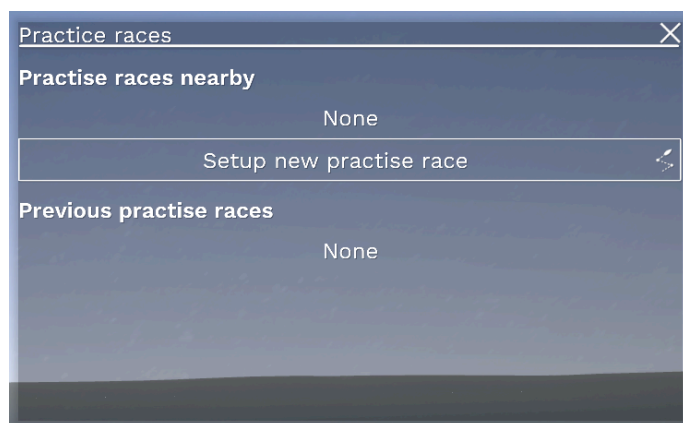 Practice races
Practise races nearby
None
Setup new practise race
Previous practise races
None